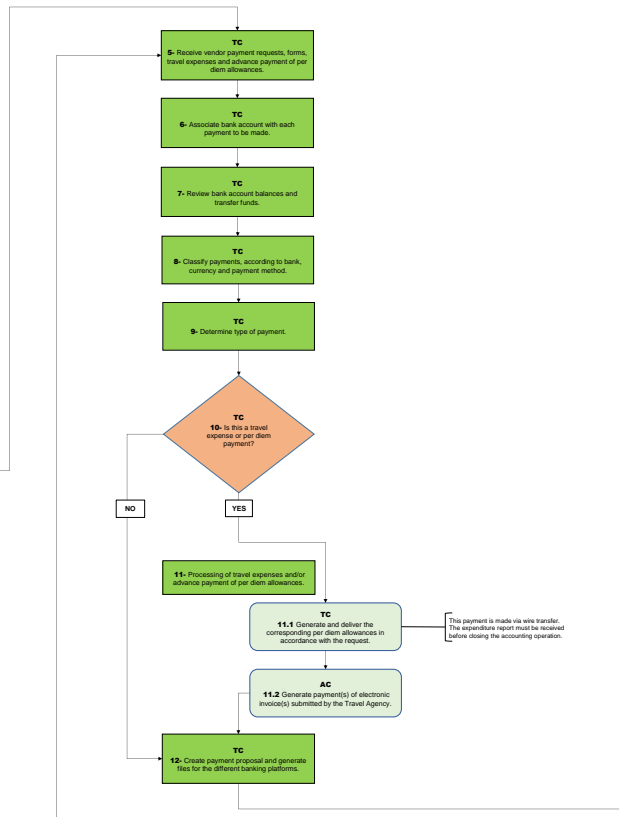 TC
5- Receive vendor payment requests, forms,
travel expenses and advance payment of per
diem allowances.
TC
6- Associate bank account with each
payment to be made.
TC
7- Review bank account balances and
transfer funds.
TC
8- Classify payments, according to bank,
currency and payment method.
TC
9- Determine type of payment.
TC
10- Is this a travel
expense or per diem
payment?
NO
YES
11- Processing of travel expenses and/or
advance payment of per diem allowances.
TC
11.1 Generate and deliver the
corresponding per diem allowances in
accordance with the request.
This payment is made via wire transfer.
The expenditure report must be received
before closing the accounting operation.
AC
11.2 Generate payment(s) of electronic
invoice(s) submitted by the Travel Agency.
TC
12- Create payment proposal and generate
files for the different banking platforms.